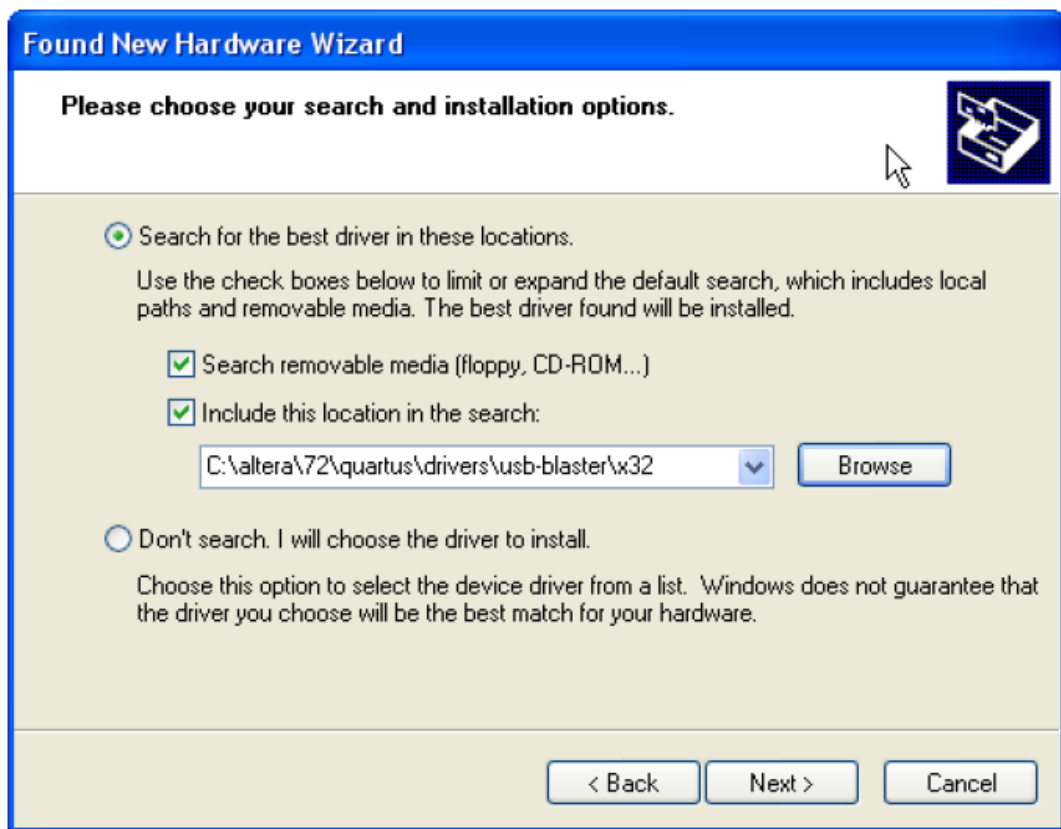 Found New Hardware Wizard
Please choose your search and installation options.
Search for the best driver in these locations.
Use the check boxes below to limit or expand the default search, which includes local
paths and removable media. The best driver found will be installed.
Search removable media (floppy, CD-ROM...)
Include this location in the search:
C:\altera\72\quartus\drivers\usb-blaster\x32
Browse
Don't search. I will choose the driver to install.
Choose this option to select the device driver from a list.  Windows does not guarantee that
the driver you choose will be the best match for your hardware.
< Back
Next >
Cancel